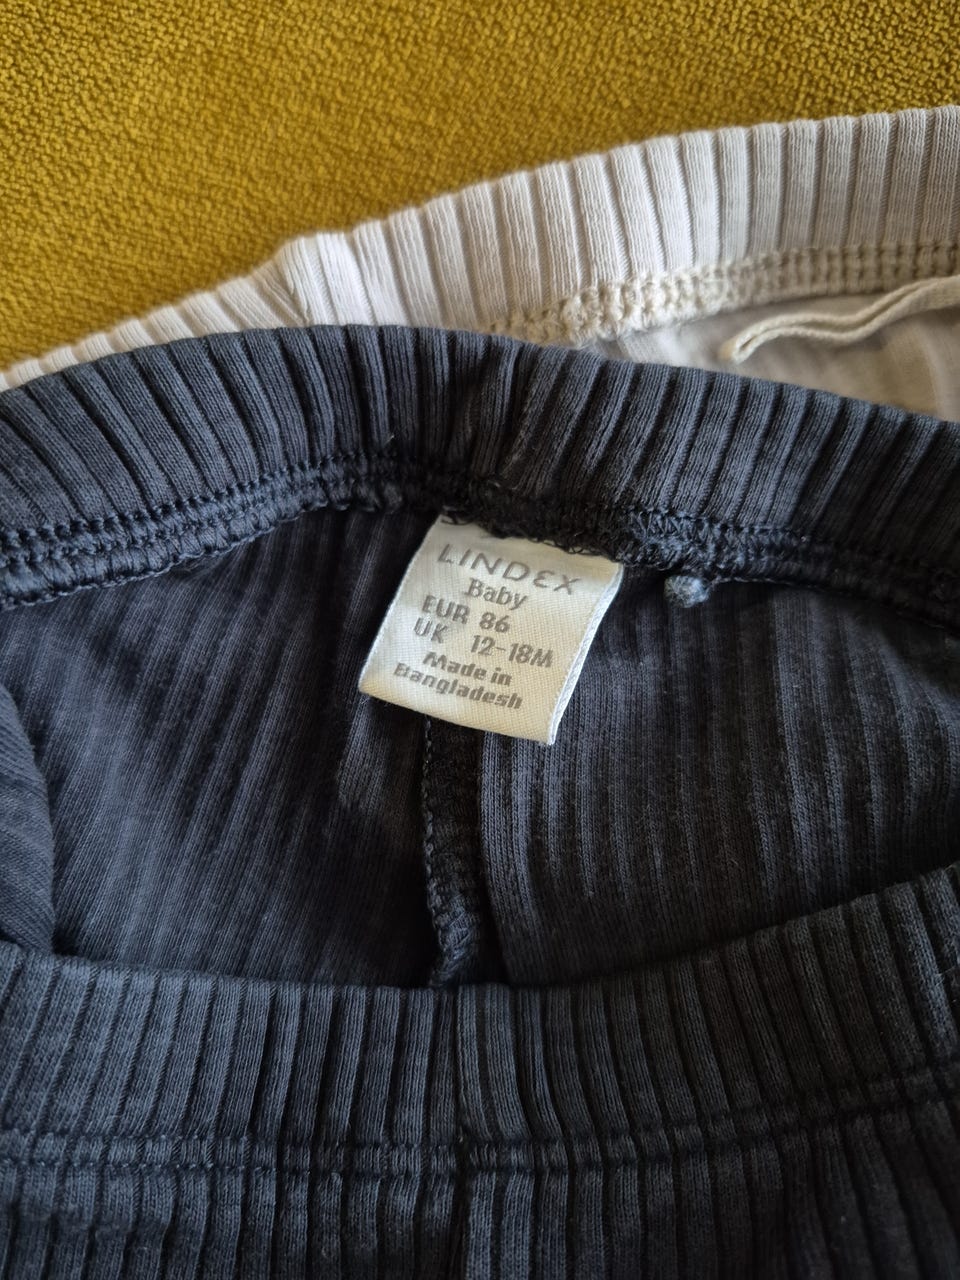 LINDEX
Baby
EUR 86
UK 12-18M
Made in
Bangladesh